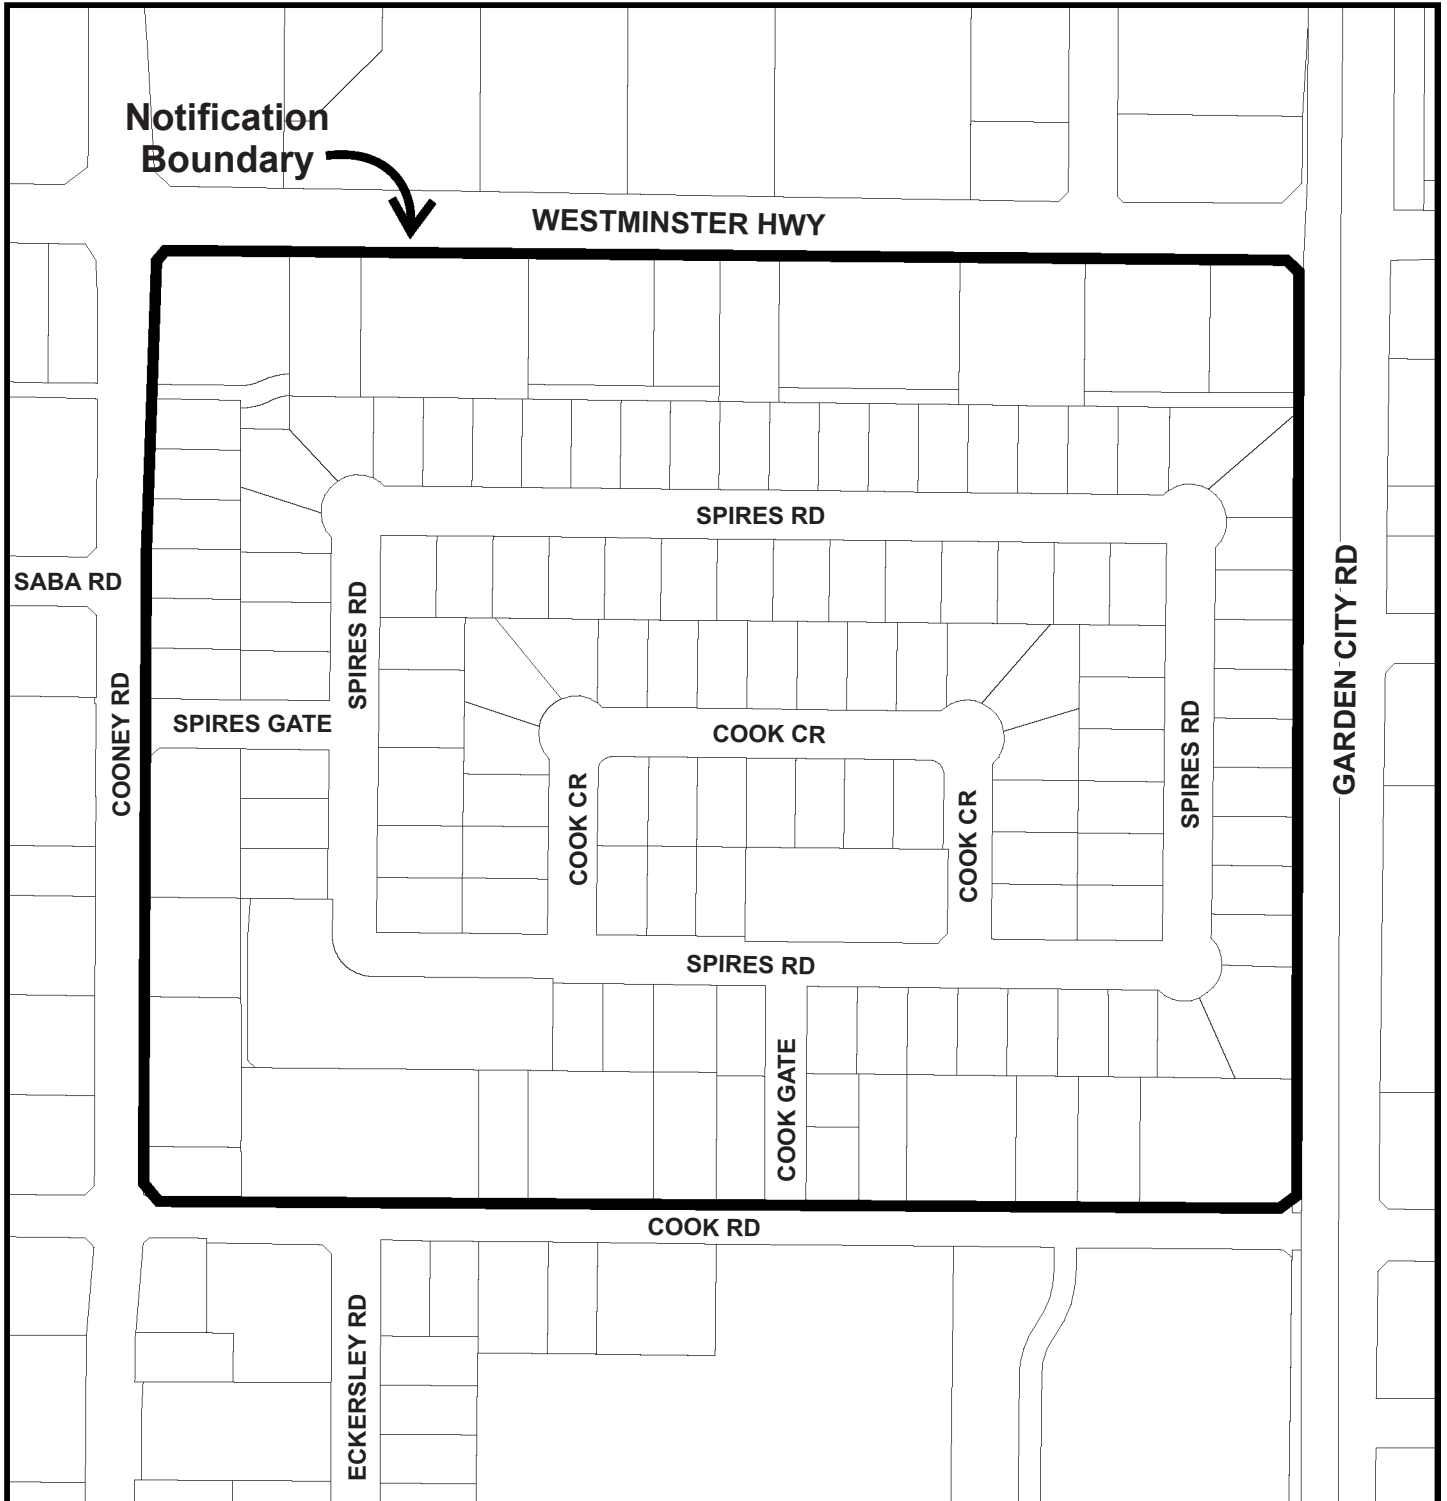 Notification
Boundary
WESTMINSTER HWY
SPIRES RD
SABA RD
SPIRES RD
GARDEN CITY RD
COONEY RD
SPIRES GATE
COOK CR
SPIRES RD
COOK CR
COOK CR
SPIRES RD
COOK GATE
COOK RD
ECKERSLEY RD